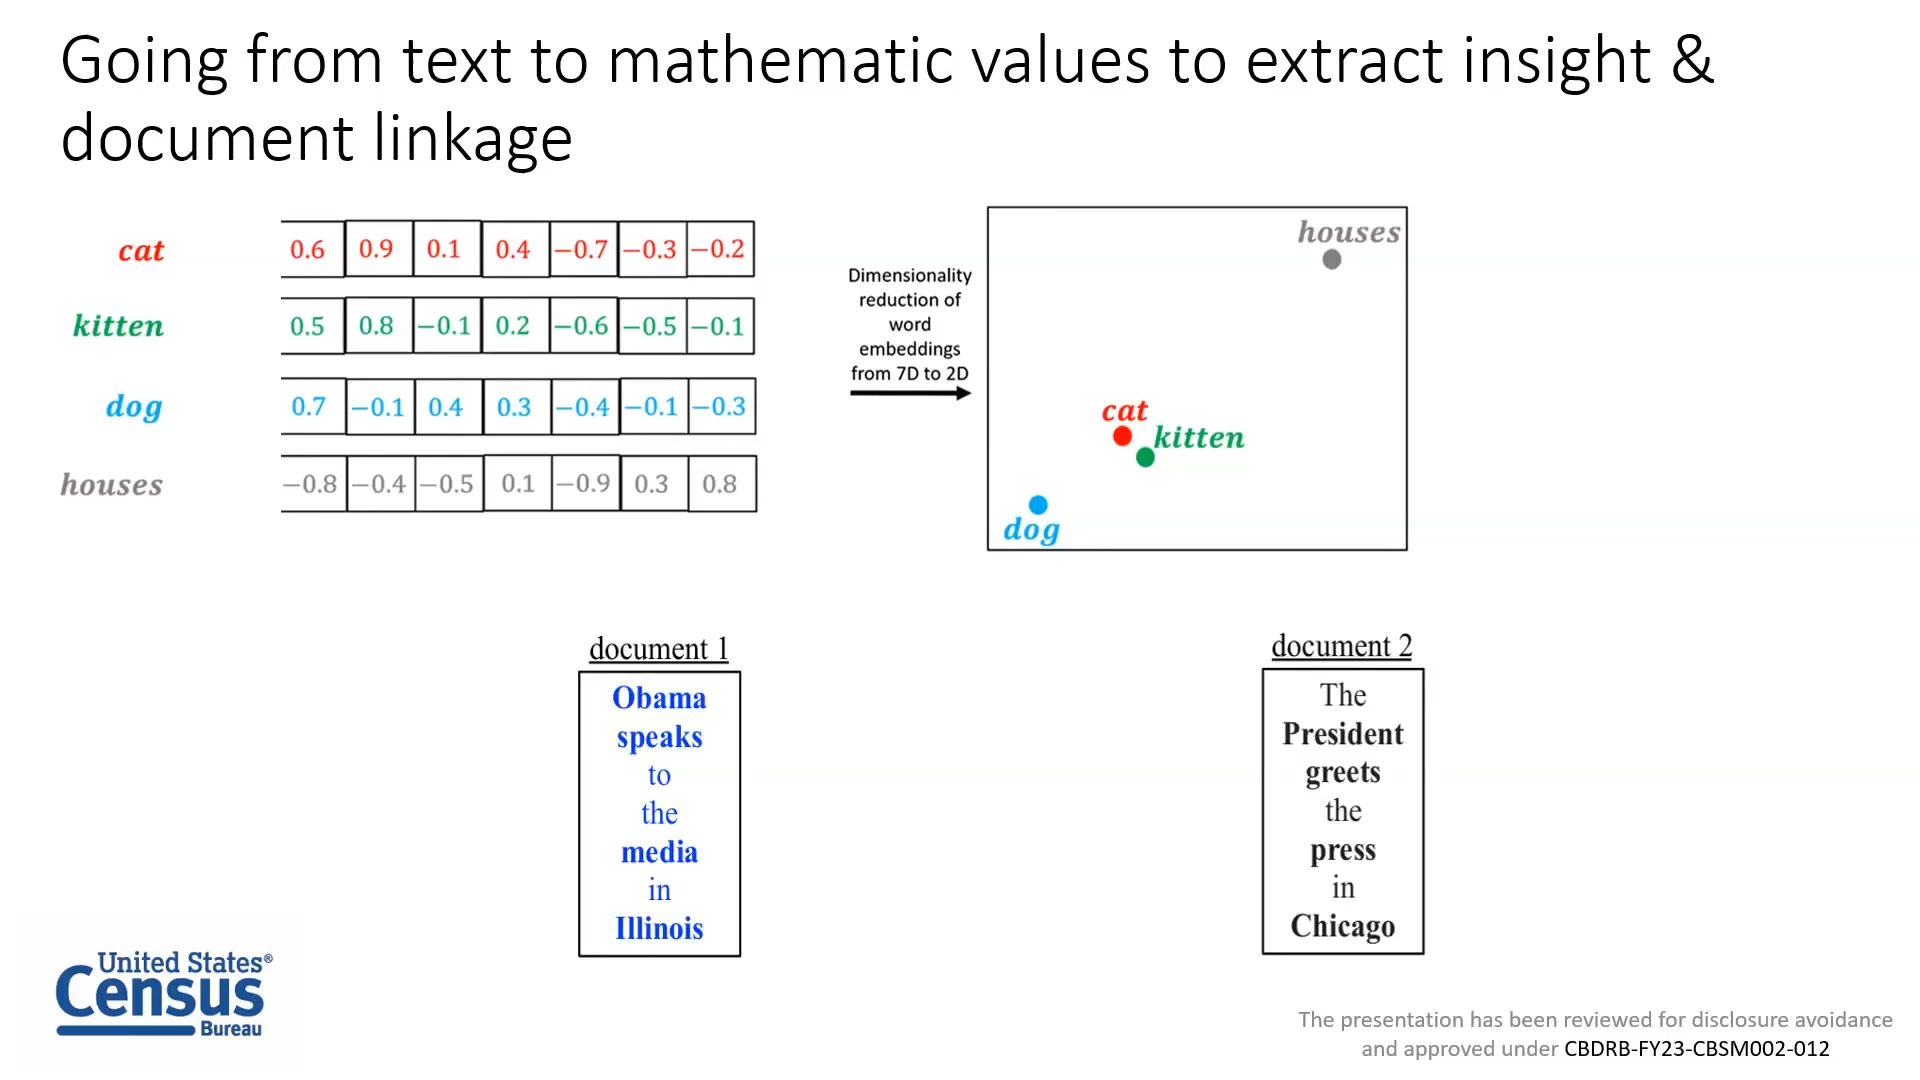 Going from text to mathematic values to extract insight &
document linkage
cat 0.6 0.9 0.1 0.4 −0.7 −0.3 −0.2
kitten 0.5 0.8 −0.1 0.2 −0.6 −0.5 −0.1
dog 0.7 −0.1 0.4 0.3 −0.4 −0.1 −0.3
houses −0.8 −0.4 −0.5 0.1 −0.9 0.3 0.8
Dimensionality
reduction of
word
embeddings
from 7D to 2D
houses
cat
kitten
dog
document 1
Obama
speaks
to
the
media
in
Illinois
document 2
The
President
greets
the
press
in
Chicago
United States®
Census
Bureau
The presentation has been reviewed for disclosure avoidance
and approved under CBDRB-FY23-CBSM002-012